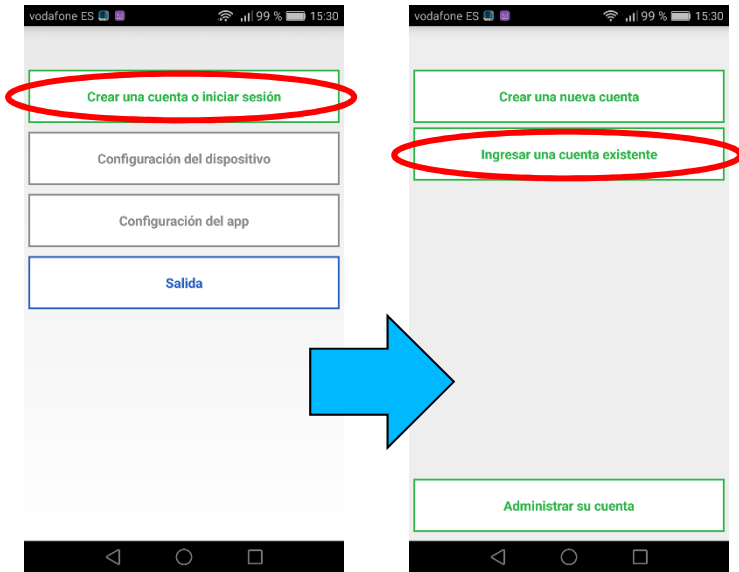 vodafone ES 99 % 15:30
Crear una cuenta o iniciar sesión
Configuración del dispositivo
Configuración del app
Salida
vodafone ES 99 % 15:30
Crear una nueva cuenta
Ingresar una cuenta existente
Administrar su cuenta